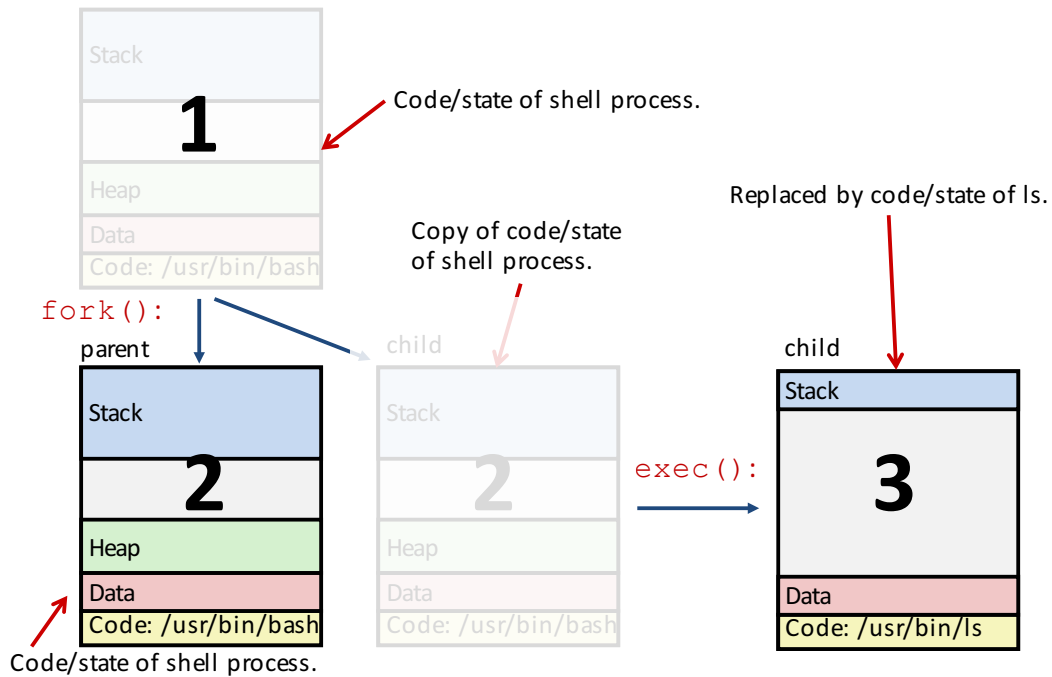 Stack
1
Heap
Data
Code: /usr/bin/bash
Code/state of shell process.
Replaced by code/state of ls.
Copy of code/state
of shell process.
fork():
parent
Stack
2
Heap
Data
Code: /usr/bin/bash
Code/state of shell process.
child
Stack
2
Heap
Data
Code: /usr/bin/bash
exec():
child
Stack
3
Data
Code: /usr/bin/ls